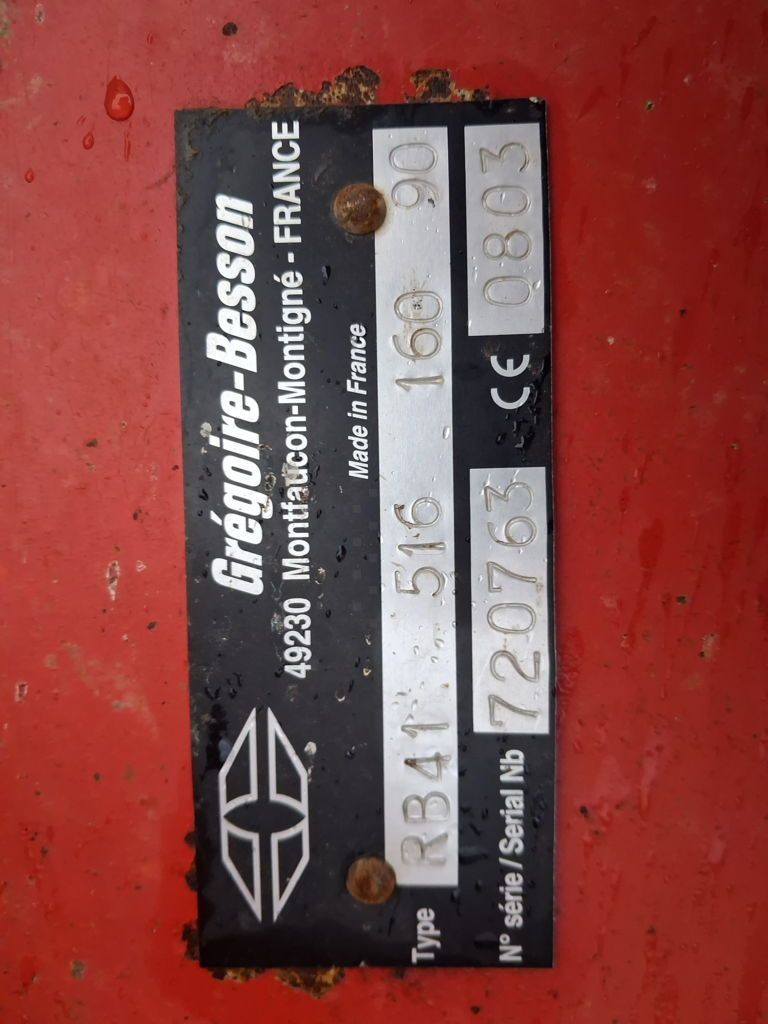 Grégoire-Besson
49230 Montfaucon-Montigné - FRANCE
Made in France
Type RB41 516 160 90
N° série / Serial Nb 720763 CE 0803